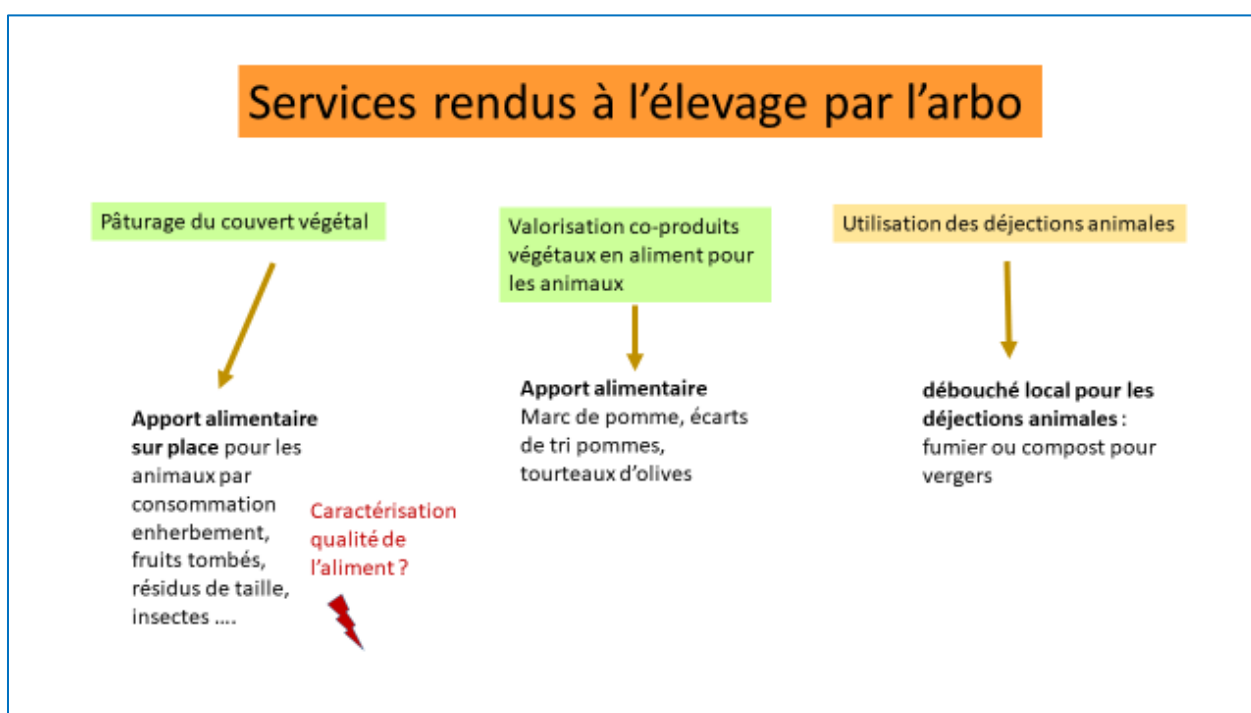 Services rendus à l’élevage par l’arbo
Pâturage du couvert végétal
Apport alimentaire
sur place pour les
animaux par
consommation
enherbement,
fruits tombés,
résidus de taille,
insectes ....
Caractérisation
qualité de
l’aliment ?
Valorisation co-produits
végétaux en aliment pour
les animaux
Apport alimentaire
Marc de pomme, écarts
de tri pommes,
tourteaux d’olives
Utilisation des déjections animales
débouché local pour les
déjections animales :
fumier ou compost pour
vergers